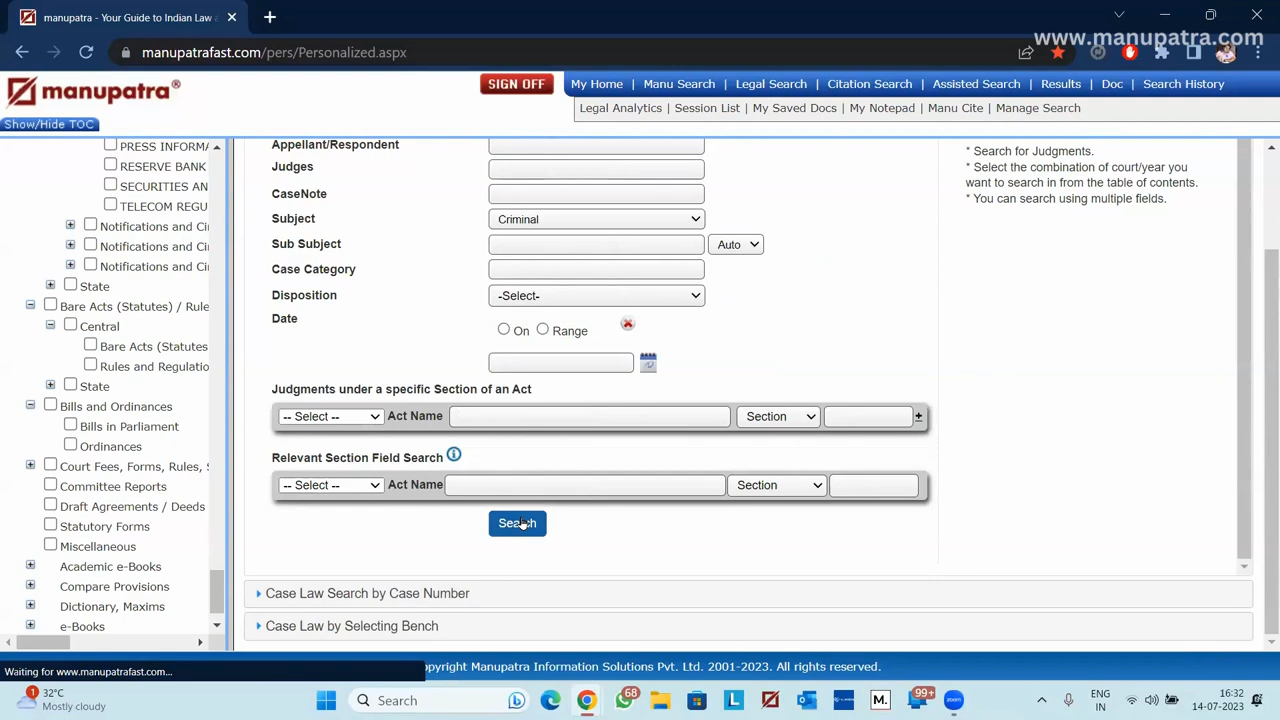 manupatra - Your Guide to Indian Law a
www.manupatra.com
manupatrafast.com/pers/Personalized.aspx
manupatra®
SIGN OFF
My Home
Manu Search
Legal Search
Citation Search
Assisted Search
Results
Doc
Search History
Legal Analytics
Session List
My Saved Docs
My Notepad
Manu Cite
Manage Search
Show/Hide TOC
PRESS INFORMA
RESERVE BANK
SECURITIES AN
TELECOM REGU
Notifications and Ci
Notifications and Ci
Notifications and Ci
State
Bare Acts (Statutes) / Rule
Central
Bare Acts (Statutes
Rules and Regulatio
State
Bills and Ordinances
Bills in Parliament
Ordinances
Court Fees, Forms, Rules, S
Committee Reports
Draft Agreements / Deeds
Statutory Forms
Miscellaneous
Academic e-Books
Compare Provisions
Dictionary, Maxims
e-Books
Appellant/Respondent
Judges
CaseNote
Subject
Criminal
Sub Subject
Auto
Case Category
Disposition
-Select-
Date
On
Range
Judgments under a specific Section of an Act
-- Select --
Act Name
Section
±
Relevant Section Field Search
-- Select --
Act Name
Section
Search
Case Law Search by Case Number
Case Law by Selecting Bench
* Search for Judgments.
* Select the combination of court/year you
want to search in from the table of contents.
* You can search using multiple fields.
Waiting for www.manupatrafast.com...
opyright Manupatra Information Solutions Pvt. Ltd. 2001-2023. All rights reserved.
1
32°C
Mostly cloudy
Search
68
L
M.
99+
ENG
IN
16:32
14-07-2023